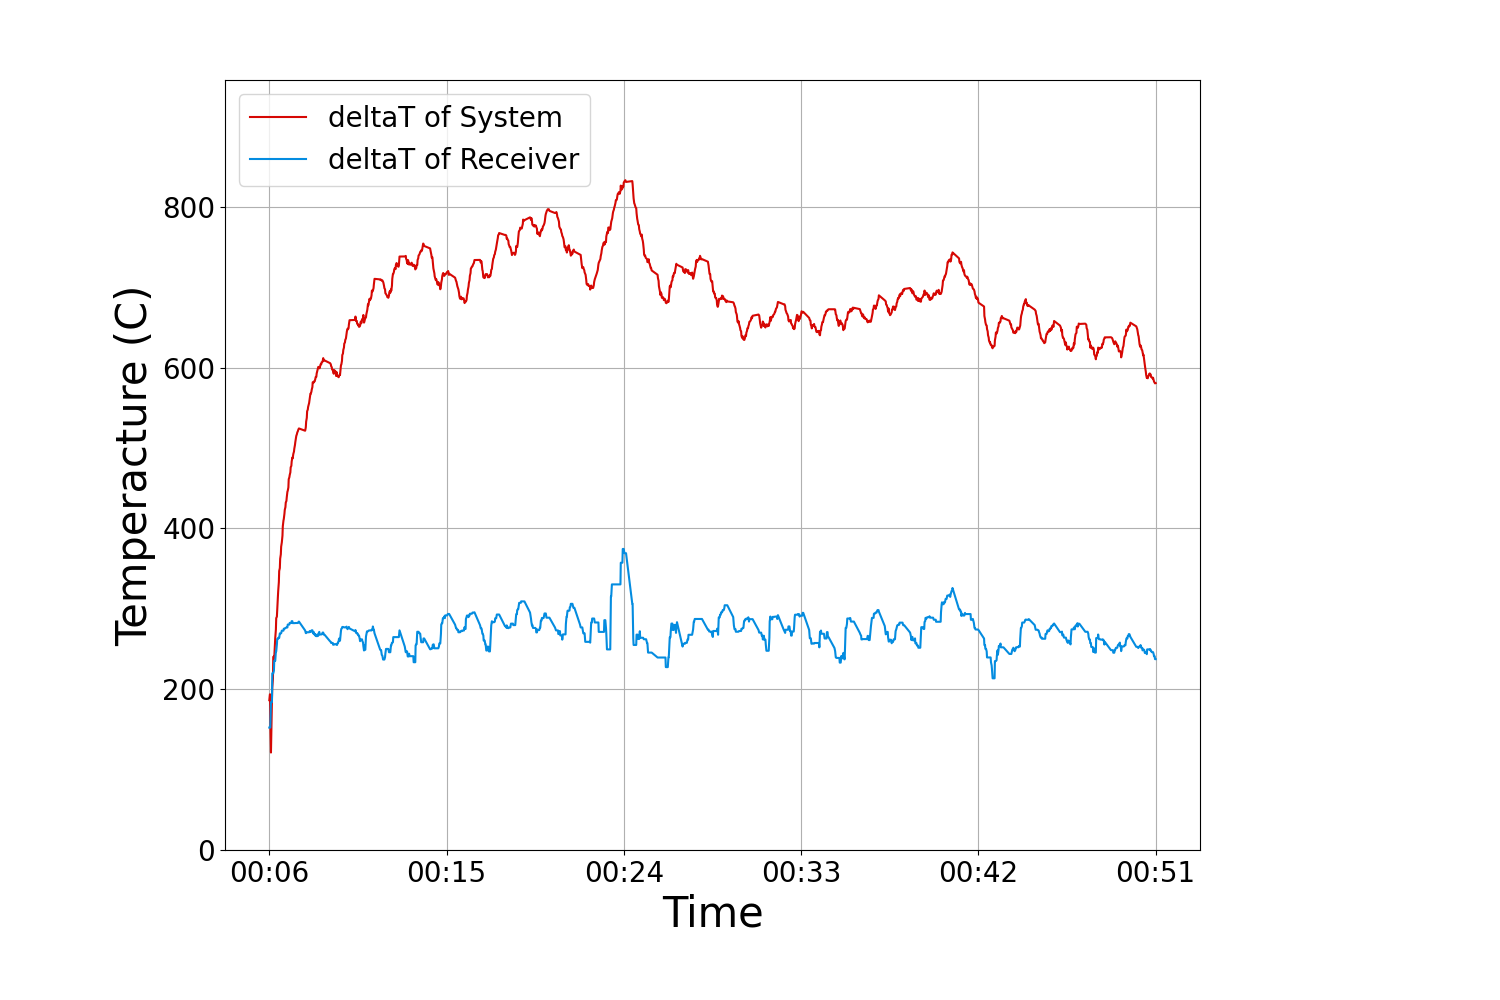 deltaT of System
deltaT of Receiver
800
600
400
200
0
Temperacture (C)
00:06 00:15 00:24 00:33 00:42 00:51
Time